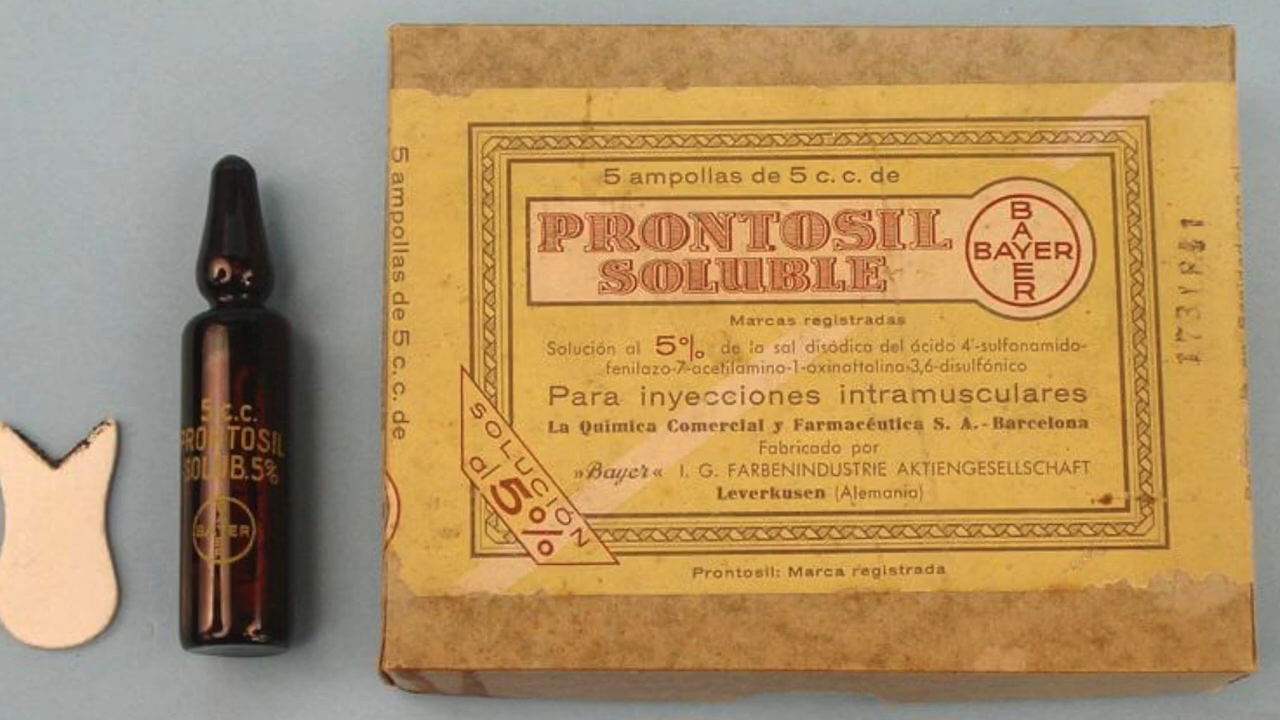 5 c.c.
PRONTOSIL
SOLUB. 5%
BAYER
BAYER
5 ampollas de 5 c. c. de
5 ampollas de 5 c. c. de
PRONTOSIL
SOLUBLE
BAYER
BAYER
Marcas registradas
Solución al 5% de la sal disódica del ácido 4'-sulfonamido-
fenilazo-7-acetilamino-1-oxinaftalina-3,6-disulfónico
Para inyecciones intramusculares
La Química Comercial y Farmacéutica S. A. - Barcelona
Fabricado por
»Bayer« I. G. FARBENINDUSTRIE AKTIENGESELLSCHAFT
Leverkusen (Alemania)
SOLUCIÓN
al 5%
Prontosil: Marca registrada